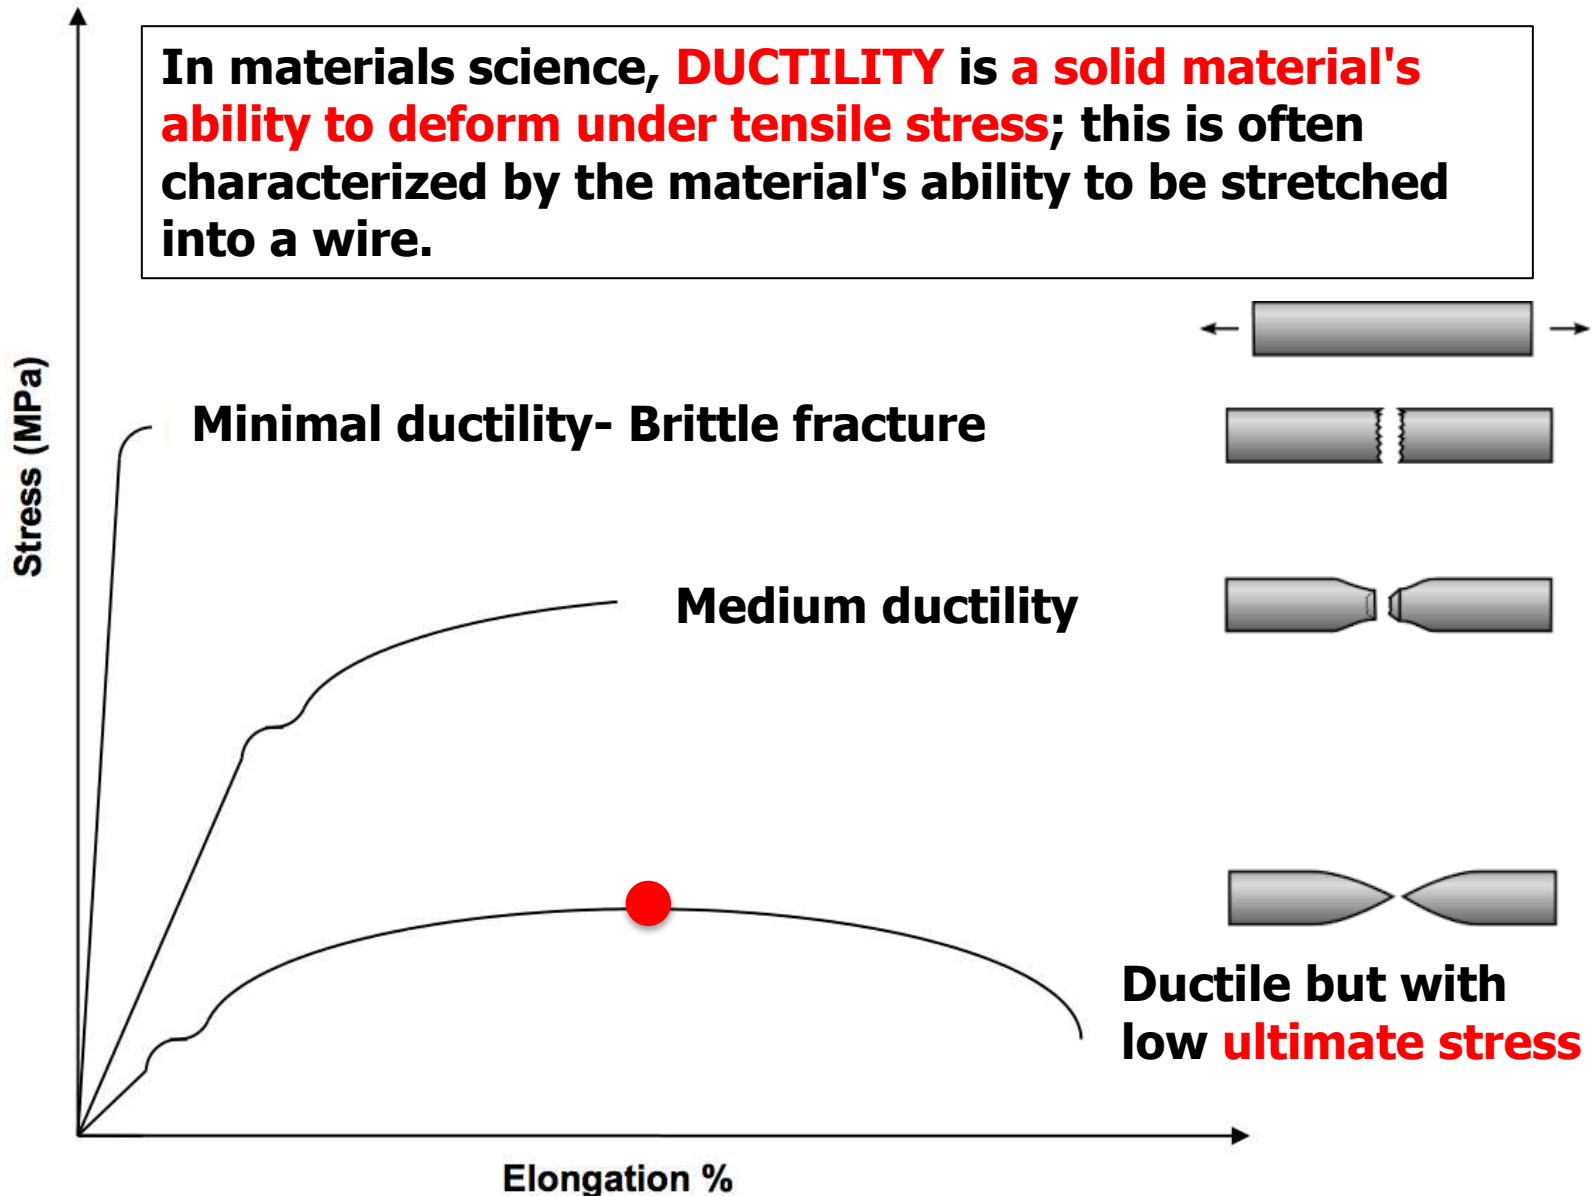 In materials science, DUCTILITY is a solid material's
ability to deform under tensile stress; this is often
characterized by the material's ability to be stretched
into a wire.
Stress (MPa)
Minimal ductility- Brittle fracture
Medium ductility
Ductile but with
low ultimate stress
Elongation %